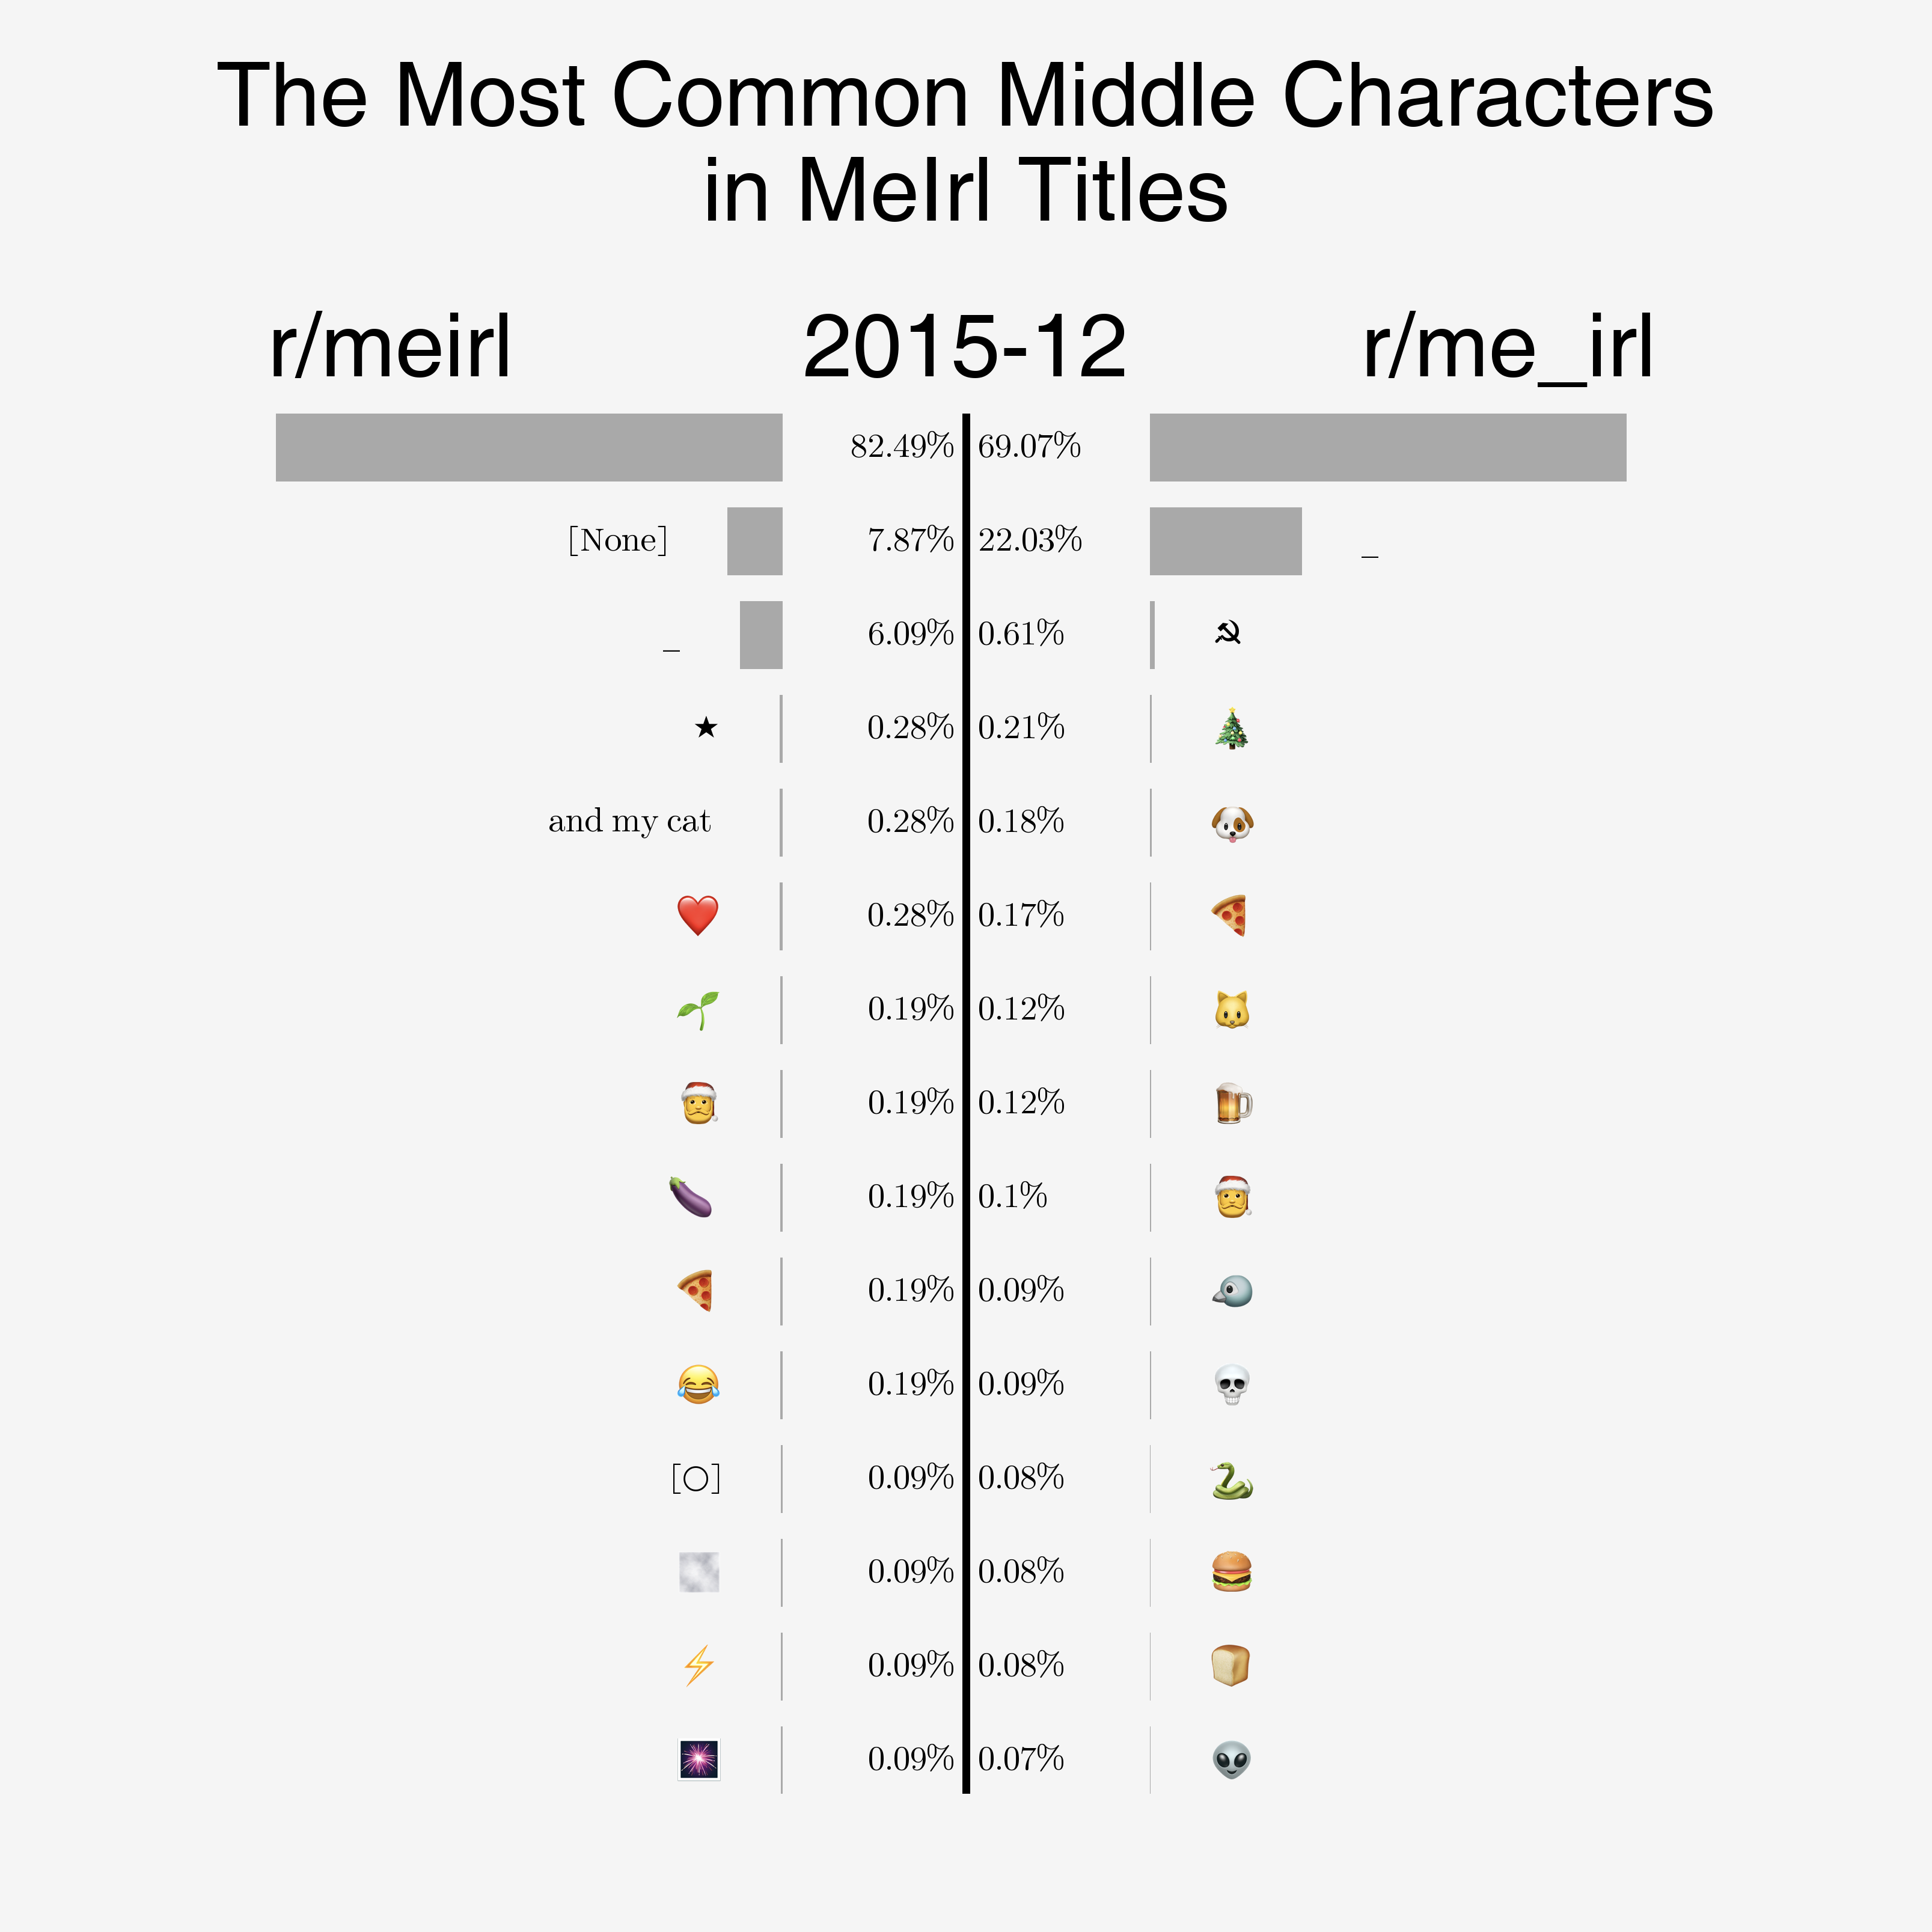 The Most Common Middle Characters
in MeIrl Titles
r/meirl 2015-12 r/me_irl
82.49% 69.07%
[None] 7.87% 22.03% _
_ 6.09% 0.61% ☭
★ 0.28% 0.21% 🎄
and my cat 0.28% 0.18% 🐶
❤️ 0.28% 0.17% 🍕
🌱 0.19% 0.12% 🐱
🎅 0.19% 0.12% 🍺
🍆 0.19% 0.1% 🎅
🍕 0.19% 0.09% 🐦
😂 0.19% 0.09% 💀
[○] 0.09% 0.08% 🐍
0.09% 0.08% 🍔
⚡ 0.09% 0.08% 🍞
🎆 0.09% 0.07% 👽